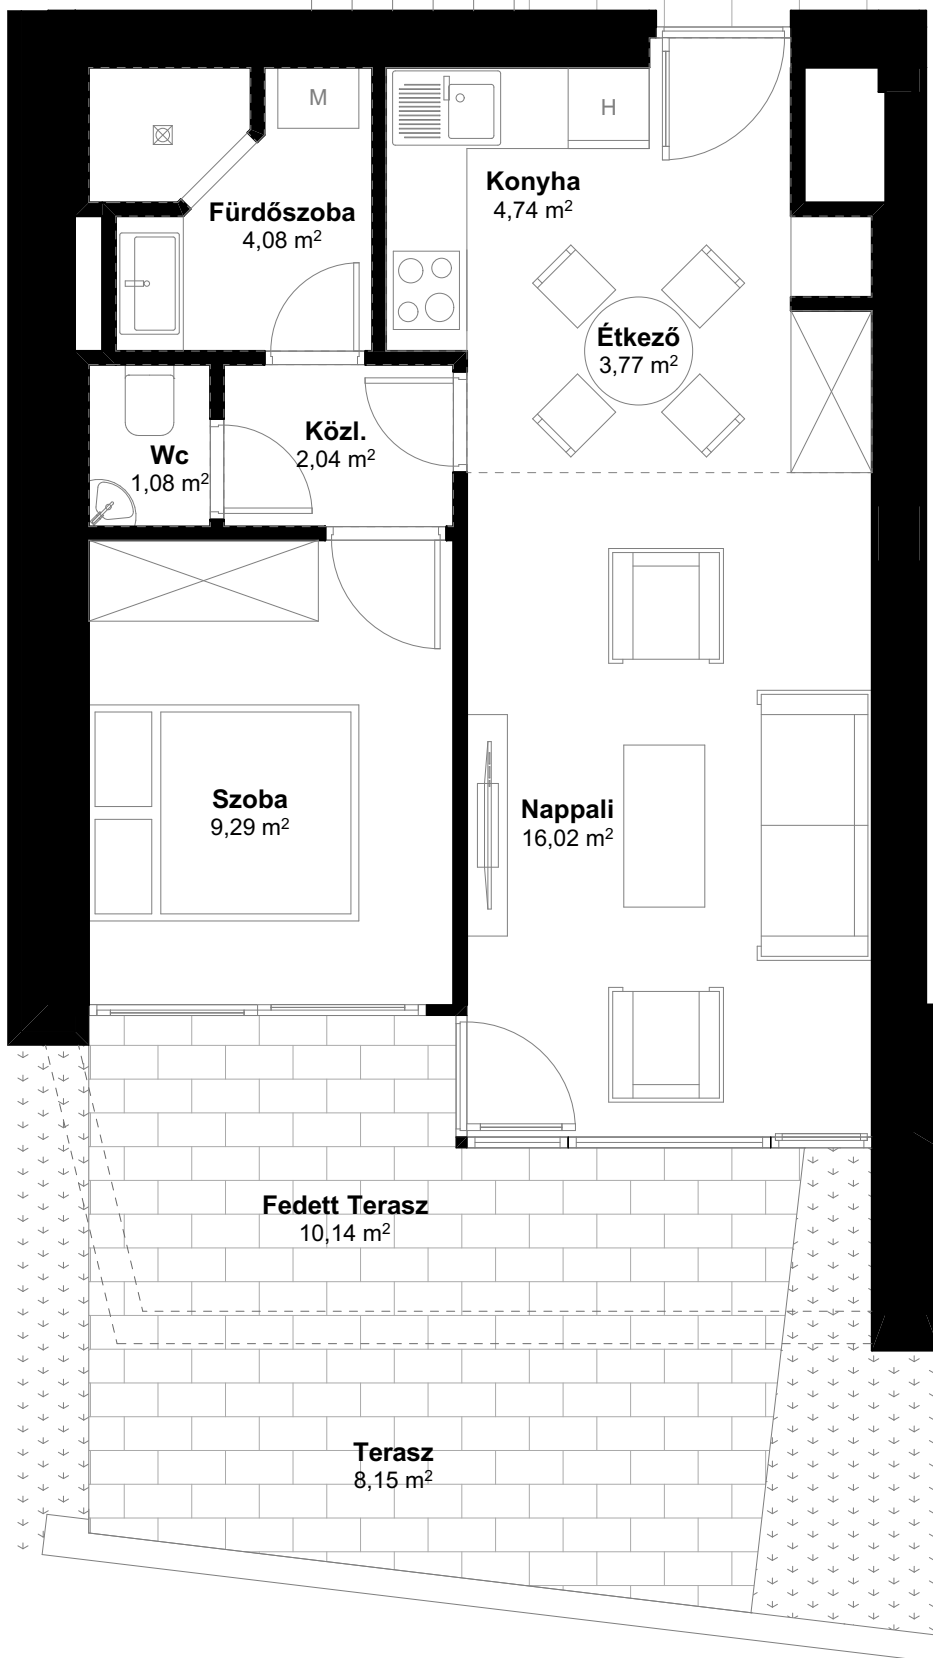 M
H
Konyha
4,74 m²
Fürdőszoba
4,08 m²
Étkező
3,77 m²
Közl.
2,04 m²
Wc
1,08 m²
Szoba
9,29 m²
Nappali
16,02 m²
Fedett Terasz
10,14 m²
Terasz
8,15 m²